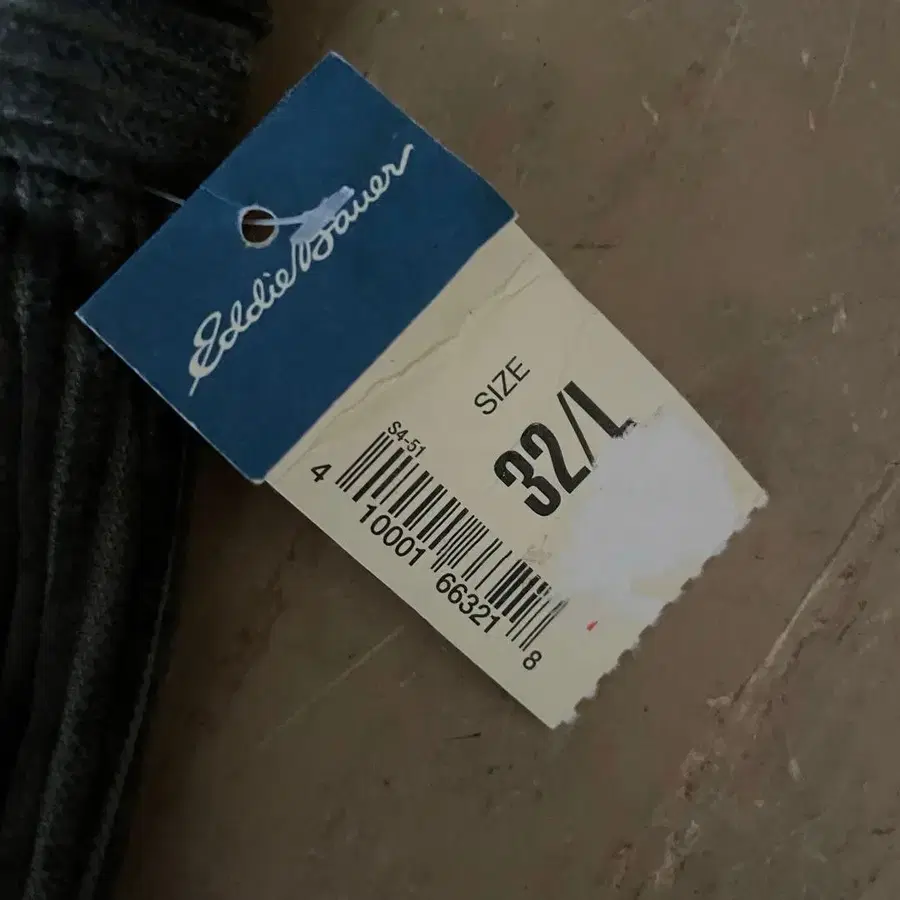 Eddie Bauer
SIZE
32/L
S4-51
4 10001 66321 8